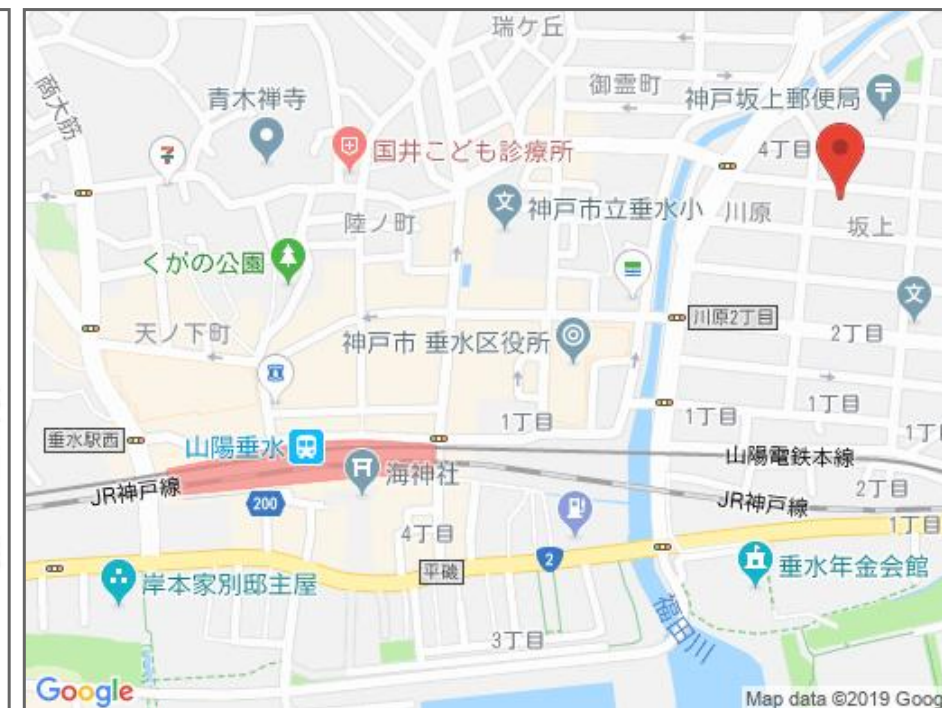 瑞ケ丘
御霊町
商大筋
青木禅寺
神戸坂上郵便局
国井こども診療所
4丁目
陸ノ町
神戸市立垂水小
川原
坂上
くがの公園
川原2丁目
天ノ下町
神戸市 垂水区役所
2丁目
1丁目
1丁目
1丁目
1丁
垂水駅西
山陽垂水
海神社
山陽電鉄本線
JR神戸線
2丁目
JR神戸線
200
1丁目
4丁目
平磯
2
垂水年金会館
岸本家別邸主屋
福田川
3丁目
Google
Map data ©2019 Goog